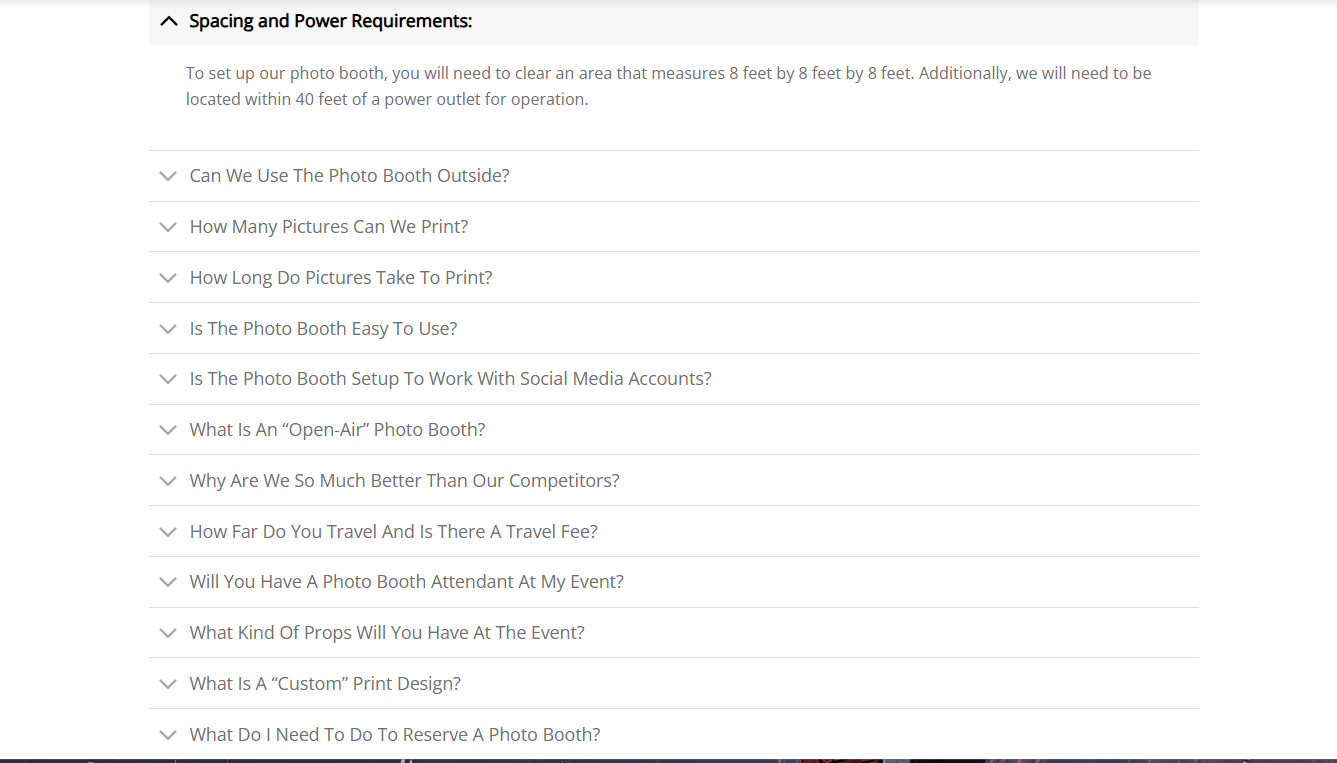 Spacing and Power Requirements:
To set up our photo booth, you will need to clear an area that measures 8 feet by 8 feet by 8 feet. Additionally, we will need to be
located within 40 feet of a power outlet for operation.
Can We Use The Photo Booth Outside?
How Many Pictures Can We Print?
How Long Do Pictures Take To Print?
Is The Photo Booth Easy To Use?
Is The Photo Booth Setup To Work With Social Media Accounts?
What Is An “Open-Air” Photo Booth?
Why Are We So Much Better Than Our Competitors?
How Far Do You Travel And Is There A Travel Fee?
Will You Have A Photo Booth Attendant At My Event?
What Kind Of Props Will You Have At The Event?
What Is A “Custom” Print Design?
What Do I Need To Do To Reserve A Photo Booth?